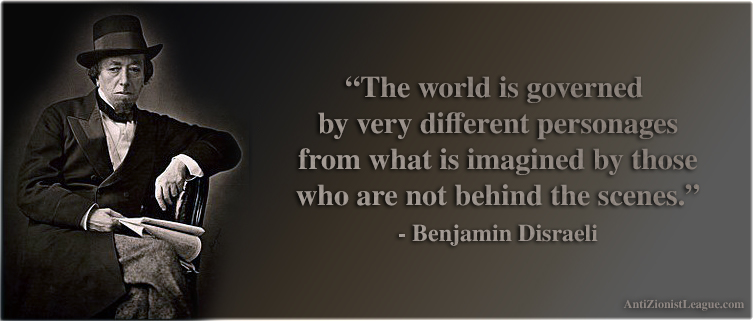 “The world is governed
by very different personages
from what is imagined by those
who are not behind the scenes.”
- Benjamin Disraeli
AntiZionistLeague.com